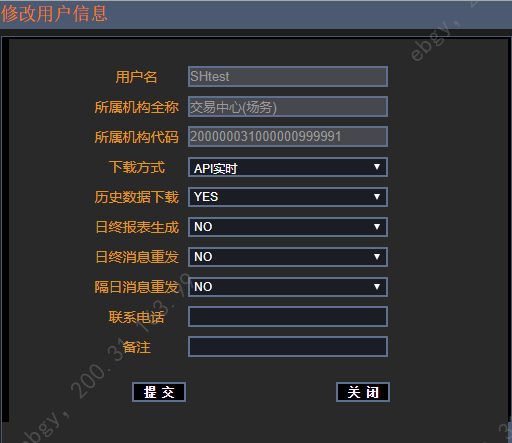 修改用户信息
用户名 SHtest
所属机构全称 交易中心(场务)
所属机构代码 200000031000000999991
下载方式 API实时
历史数据下载 YES
日终报表生成 NO
日终消息重发 NO
隔日消息重发 NO
联系电话
备注
提 交 关 闭